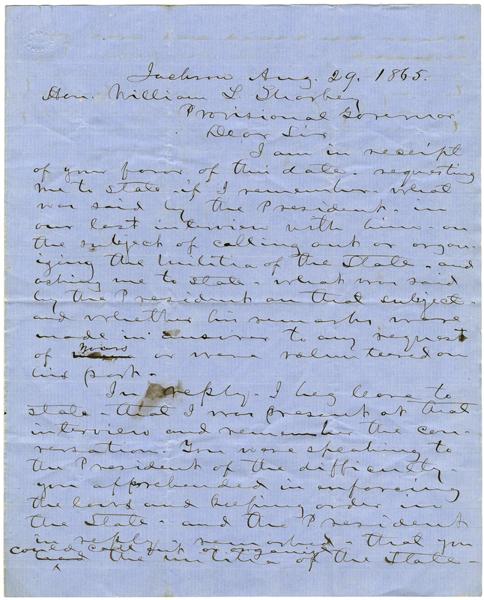 Jackson Aug. 29. 1865.
Hon. William L. Sharkey
Provisional Governor
Dear Sir
I am in receipt
of your favor of this date - requesting
me to state - if I remember - what
was said by the President - in
our last interview with him - on
the subject of calling out or orga-
nizing the Militia of the State - and
asking me to state - what was said
by the President on that subject -
and whether his remarks were
made in answer to any request
of yours or were volunteered on
his part -
In reply - I beg leave to
state - that I was present at that
interview and remember the con-
versation. You were speaking to
the President of the difficulty -
you apprehended in enforcing
the laws and keeping order in
the State - and the President
in reply - remarked - that you
could call out or organize
the militia of the State -